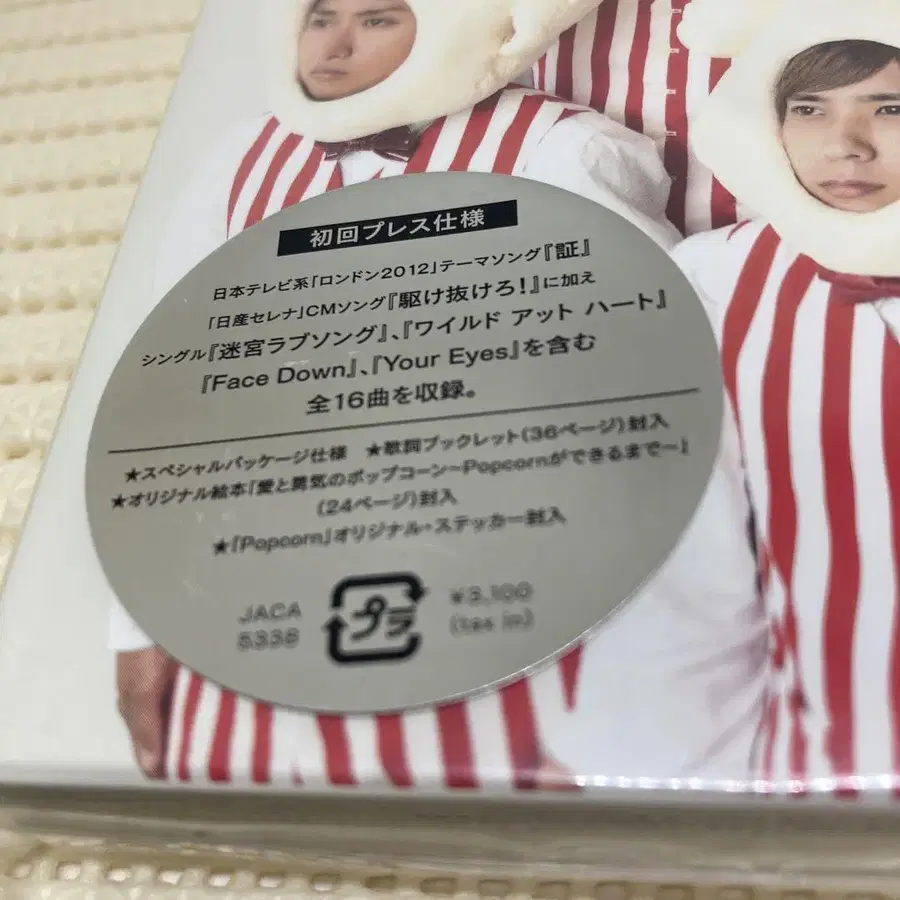 初回プレス仕様
日本テレビ系「ロンドン2012」テーマソング『証』
「日産セレナ」CMソング『駆け抜けろ！』に加え
シングル『迷宮ラブソング』、『ワイルド アット ハート』
『Face Down』、『Your Eyes』を含む
全16曲を収録。
★スペシャルパッケージ仕様 ★歌詞ブックレット(36ページ)封入
★オリジナル絵本「愛と勇気のポップコーン〜Popcornができるまで〜」
(24ページ)封入
★「Popcorn」オリジナル・ステッカー封入
JACA
5338
プラ
¥3,100
(tax in)